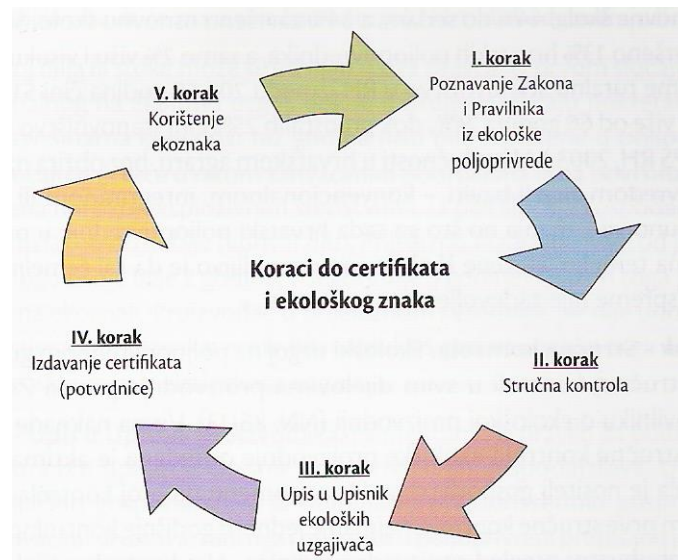 I. korak
Poznavanje Zakona
i Pravilnika
iz ekološke
poljoprivrede
II. korak
Stručna kontrola
III. korak
Upis u Upisnik
ekoloških
uzgajivača
IV. korak
Izdavanje certifikata
(potvrdnice)
V. korak
Korištenje
ekoznaka
Koraci do certifikata
i ekološkog znaka